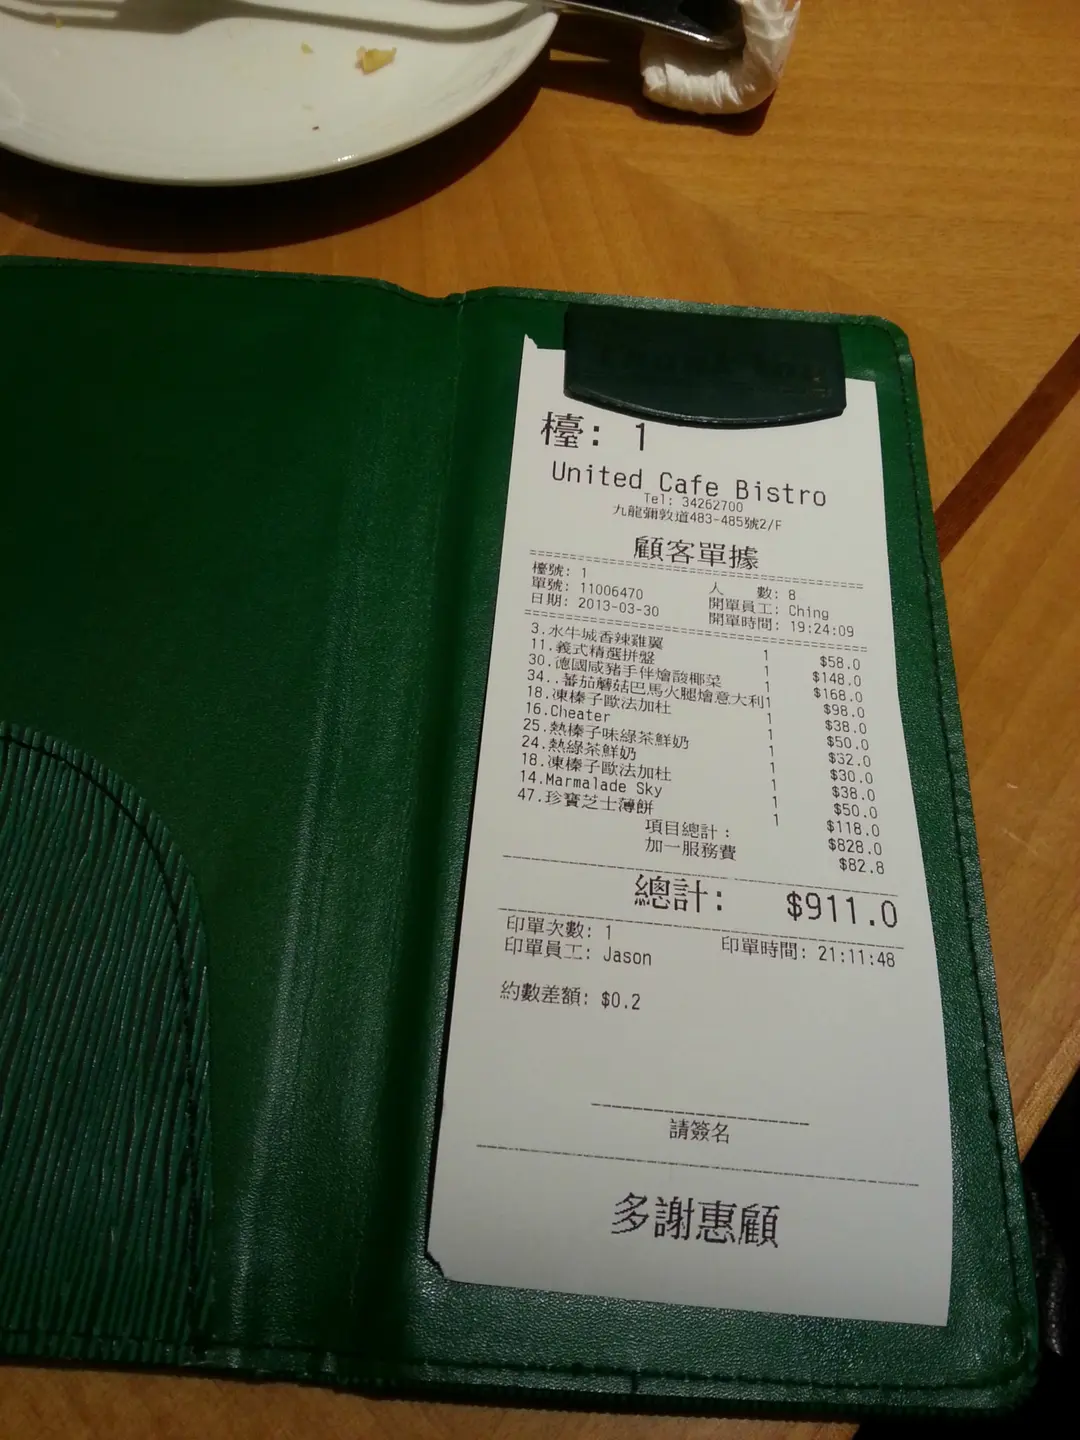 檯: 1
United Cafe Bistro
Tel: 34262700
九龍彌敦道483-485號2/F
顧客單據
檯號: 1 人 數: 8
單號: 11006470 開單員工: Ching
日期: 2013-03-30 開單時間: 19:24:09
3.水牛城香辣雞翼 1 $58.0
11.義式精選拼盤 1 $148.0
30.德國咸豬手伴燴酸椰菜 1 $168.0
34..蕃茄蘑菇巴馬火腿燴意大利1 $98.0
18.凍榛子歐法加杜 1 $38.0
16.Cheater 1 $50.0
25.熱榛子味綠茶鮮奶 1 $32.0
24.熱綠茶鮮奶 1 $30.0
18.凍榛子歐法加杜 1 $38.0
14.Marmalade Sky 1 $50.0
47.珍寶芝士薄餅 1 $118.0
項目總計: $828.0
加一服務費 $82.8
總計: $911.0
印單次數: 1
印單員工: Jason 印單時間: 21:11:48
約數差額: $0.2
請簽名
多謝惠顧